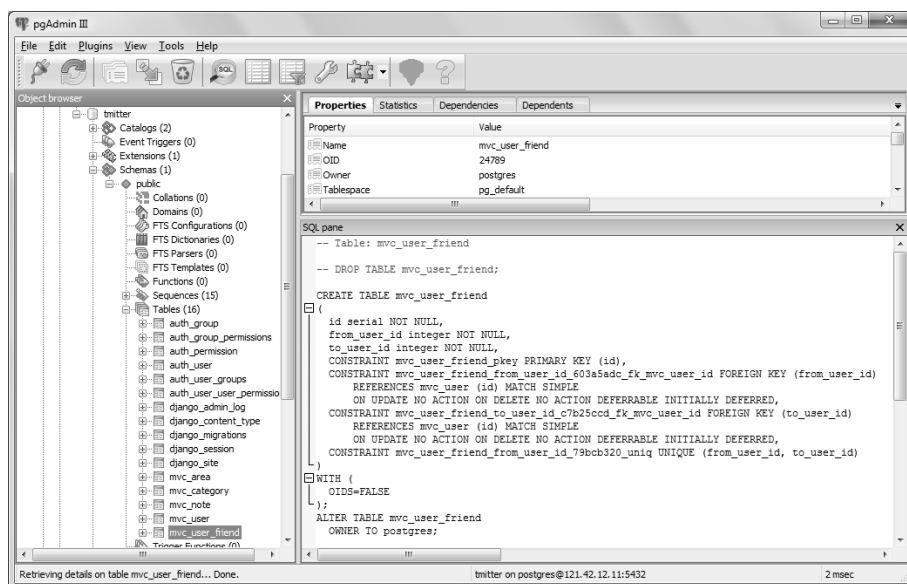 pgAdmin III
File Edit Plugins View Tools Help
SQL
Object browser
tmitter
Catalogs (2)
Event Triggers (0)
Extensions (1)
Schemas (1)
public
Collations (0)
Domains (0)
FTS Configurations (0)
FTS Dictionaries (0)
FTS Parsers (0)
FTS Templates (0)
Functions (0)
Sequences (15)
Tables (16)
auth_group
auth_group_permissions
auth_permission
auth_user
auth_user_groups
auth_user_user_permissio
django_admin_log
django_content_type
django_migrations
django_session
django_site
mvc_area
mvc_category
mvc_note
mvc_user
mvc_user_friend
Trigger Functions (0)
Properties Statistics Dependencies Dependents
Property Value
Name mvc_user_friend
OID 24789
Owner postgres
Tablespace pg_default
SQL pane
-- Table: mvc_user_friend
-- DROP TABLE mvc_user_friend;
CREATE TABLE mvc_user_friend
(
id serial NOT NULL,
from_user_id integer NOT NULL,
to_user_id integer NOT NULL,
CONSTRAINT mvc_user_friend_pkey PRIMARY KEY (id),
CONSTRAINT mvc_user_friend_from_user_id_603a5adc_fk_mvc_user_id FOREIGN KEY (from_user_id)
REFERENCES mvc_user (id) MATCH SIMPLE
ON UPDATE NO ACTION ON DELETE NO ACTION DEFERRABLE INITIALLY DEFERRED,
CONSTRAINT mvc_user_friend_to_user_id_c7b25ccd_fk_mvc_user_id FOREIGN KEY (to_user_id)
REFERENCES mvc_user (id) MATCH SIMPLE
ON UPDATE NO ACTION ON DELETE NO ACTION DEFERRABLE INITIALLY DEFERRED,
CONSTRAINT mvc_user_friend_from_user_id_79bcb320_uniq UNIQUE (from_user_id, to_user_id)
)
WITH (
OIDS=FALSE
);
ALTER TABLE mvc_user_friend
OWNER TO postgres;
Retrieving details on table mvc_user_friend... Done. tmitter on postgres@121.42.12.11:5432 2 msec